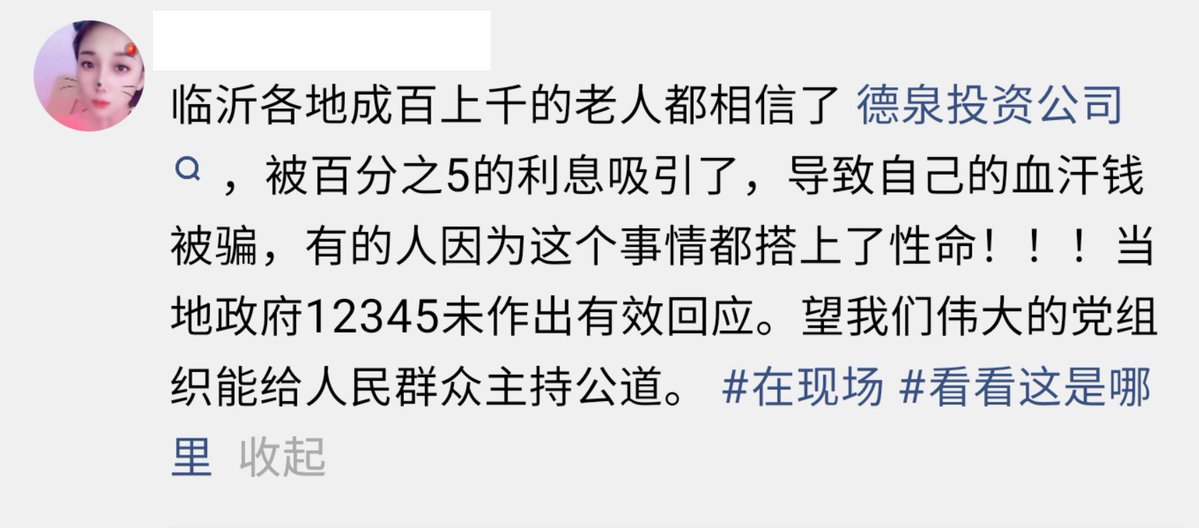 临沂各地成百上千的老人都相信了 德泉投资公司
，被百分之5的利息吸引了，导致自己的血汗钱
被骗，有的人因为这个事情都搭上了性命！！！当
地政府12345未作出有效回应。望我们伟大的党组
织能给人民群众主持公道。 #在现场 #看看这是哪
里 收起